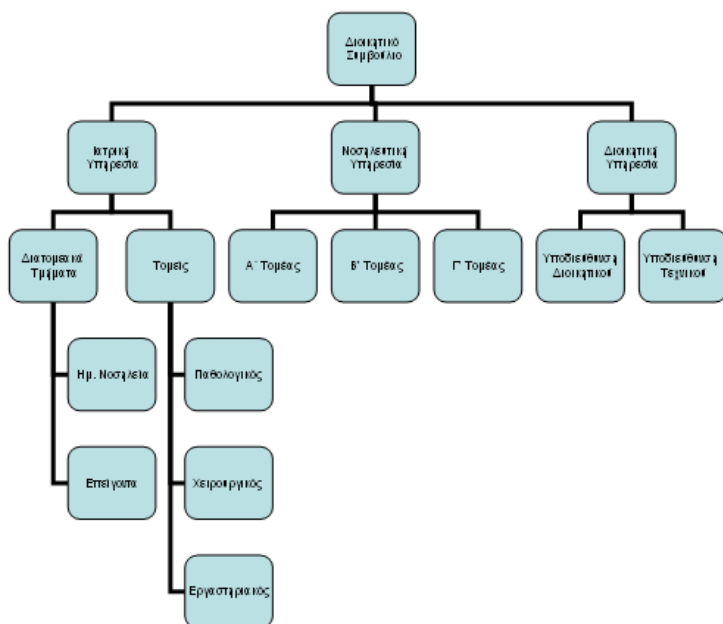 Διοικητικό
Συμβούλιο
Ιατρική
Υπηρεσία
Νοσηλευτική
Υπηρεσία
Διοικητική
Υπηρεσία
Διατομεακά
Τμήματα
Τομείς
Α΄ Τομέας
Β' Τομέας
Γ' Τομέας
Υποδιεύθυνση
Διοικητικού
Υποδιεύθυνση
Τεχνικού
Ημ. Νοσηλεία
Παθολογικός
Επείγοντα
Χειρουργικός
Εργαστηριακός